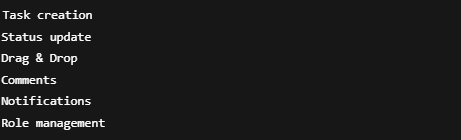 Task creation
Status update
Drag & Drop
Comments
Notifications
Role management